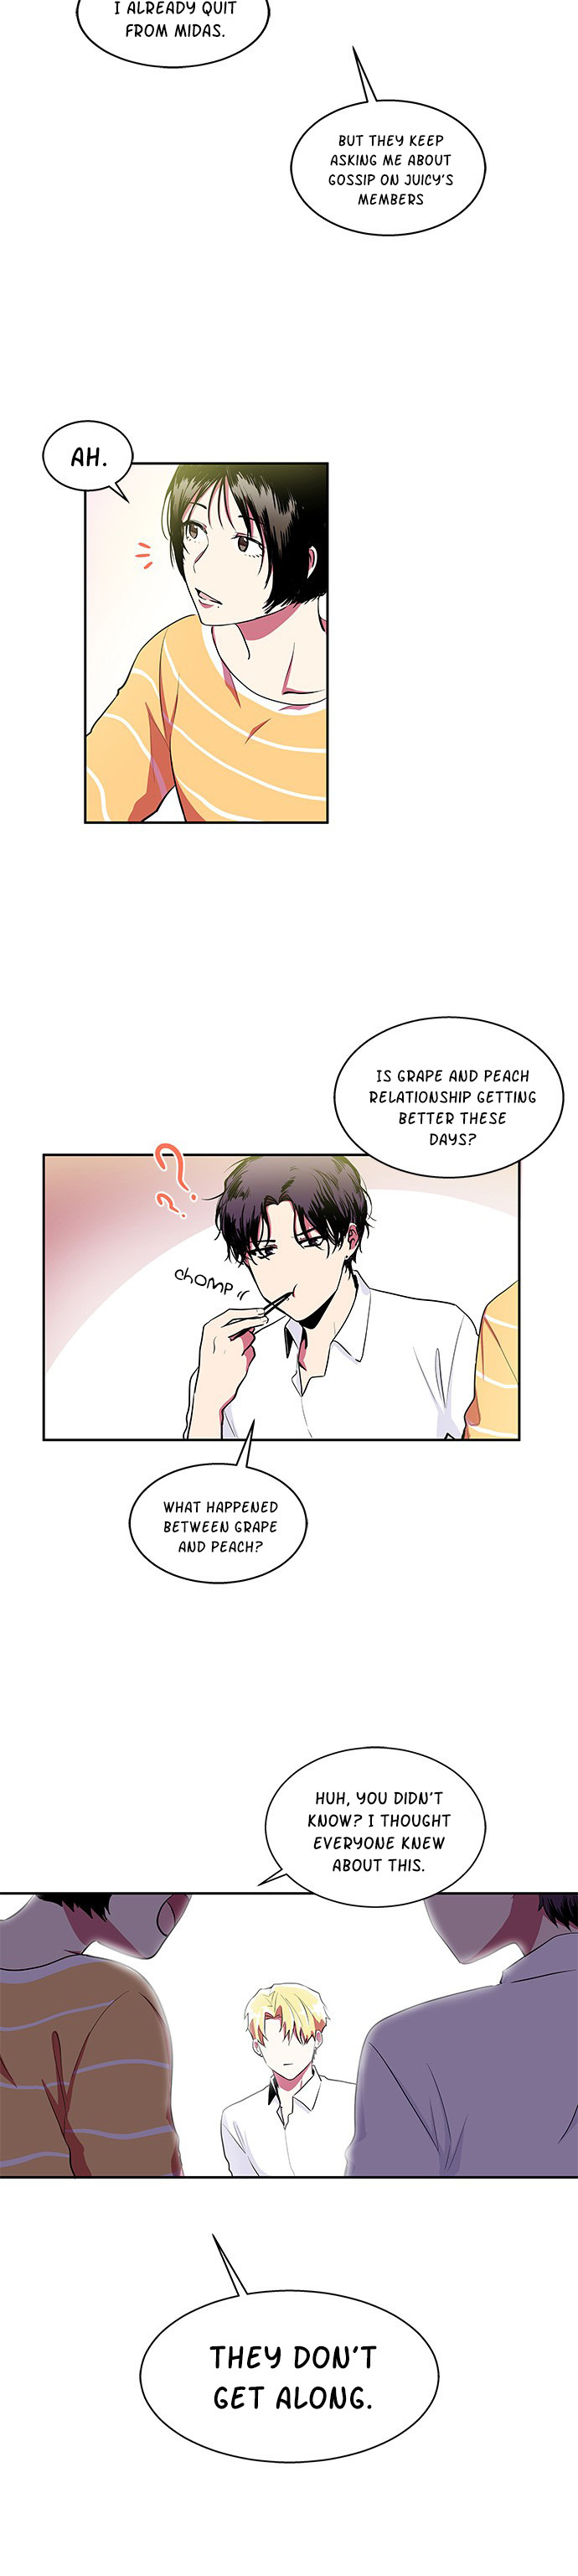 I ALREADY QUIT
FROM MIDAS.
BUT THEY KEEP
ASKING ME ABOUT
GOSSIP ON JUICY'S
MEMBERS
AH.
IS GRAPE AND PEACH
RELATIONSHIP GETTING
BETTER THESE
DAYS?
CHOMP
WHAT HAPPENED
BETWEEN GRAPE
AND PEACH?
HUH, YOU DIDN'T
KNOW? I THOUGHT
EVERYONE KNEW
ABOUT THIS.
THEY DON'T
GET ALONG.